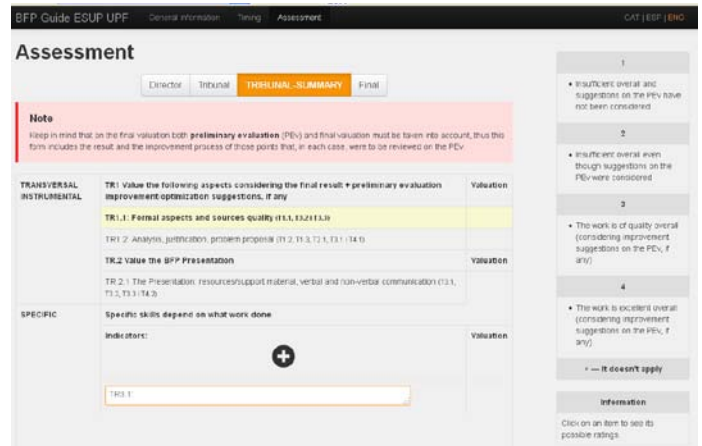 BFP Guide ESUP UPF General information Timing Assessment CAT | ESP | ENG
Assessment
Director Tribunal TRIBUNAL-SUMMARY Final
Note
Keep in mind that on the final valuation both preliminary evaluation (PEv) and final valuation must be taken into account, thus this
form includes the result and the improvement process of those points that, in each case, were to be reviewed on the PEv.
TRANSVERSAL
INSTRUMENTAL
TR1 Value the following aspects considering the final result + preliminary evaluation
improvement/optimization suggestions, if any
Valuation
TR1.1: Formal aspects and sources quality
TR1.2: Analysis, justification, problem proposal
TR.2 Value the BFP Presentation
Valuation
TR.2.1 The Presentation: resources/support material, verbal and non-verbal communication
SPECIFIC
Specific skills depend on what work done
Indicators:
Valuation
TR3.1:
1
• Insufficient overall and
suggestions on the PEv have
not been considered
2
• Insufficient overall even
though suggestions on the
PEv were considered
3
• The work is of quality overall
(considering improvement
suggestions on the PEv, if
any)
4
• The work is excellent overall
(considering improvement
suggestions on the PEv, if
any)
— It doesn't apply
Information
Click on an item to see its
possible ratings